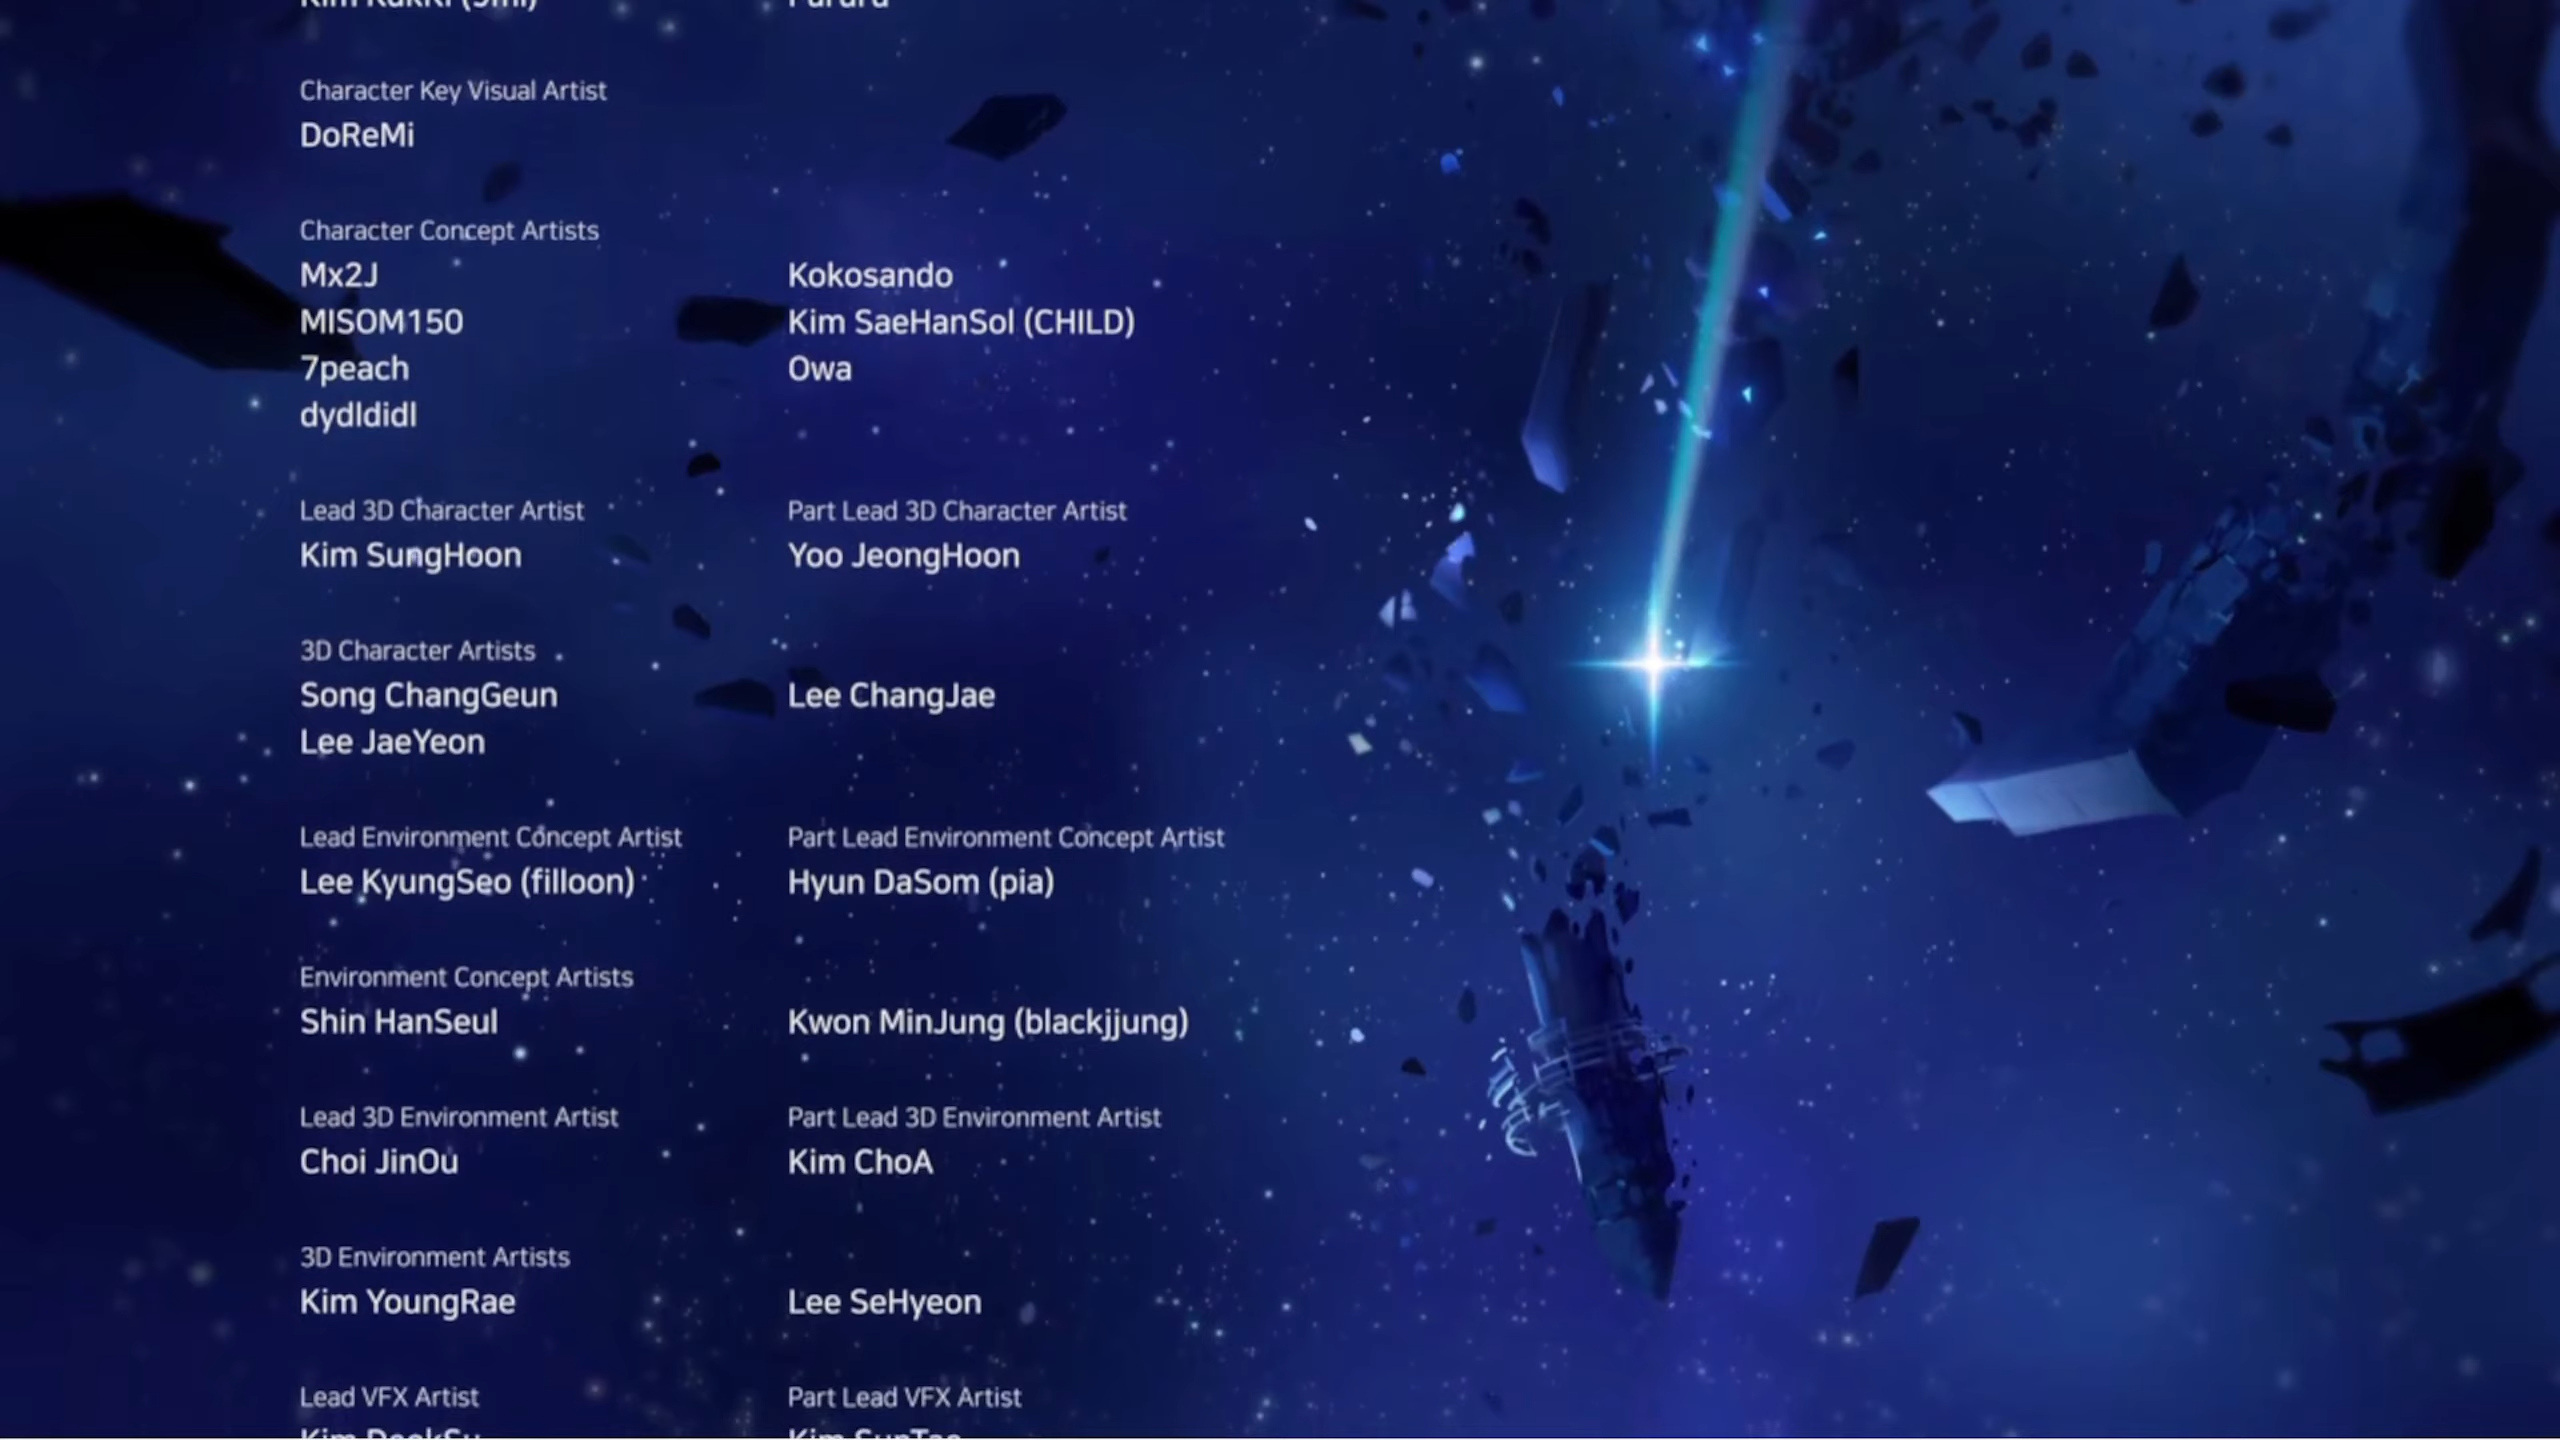 Character Key Visual Artist
DoReMi
Character Concept Artists
Mx2J
Kokosando
MISOM150
Kim SaeHanSol (CHILD)
7peach
Owa
dydldidl
Lead 3D Character Artist
Part Lead 3D Character Artist
Kim SungHoon
Yoo JeongHoon
3D Character Artists
Song ChangGeun
Lee ChangJae
Lee JaeYeon
Lead Environment Concept Artist
Part Lead Environment Concept Artist
Lee KyungSeo (filloon)
Hyun DaSom (pia)
Environment Concept Artists
Shin HanSeul
Kwon MinJung (blackjjung)
Lead 3D Environment Artist
Part Lead 3D Environment Artist
Choi JinOu
Kim ChoA
3D Environment Artists
Kim YoungRae
Lee SeHyeon
Lead VFX Artist
Part Lead VFX Artist